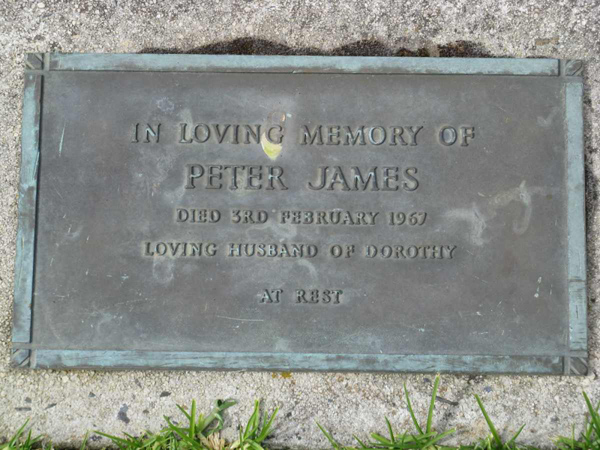 IN LOVING MEMORY OF
PETER JAMES
DIED 3RD FEBRUARY 1967
LOVING HUSBAND OF DOROTHY
AT REST